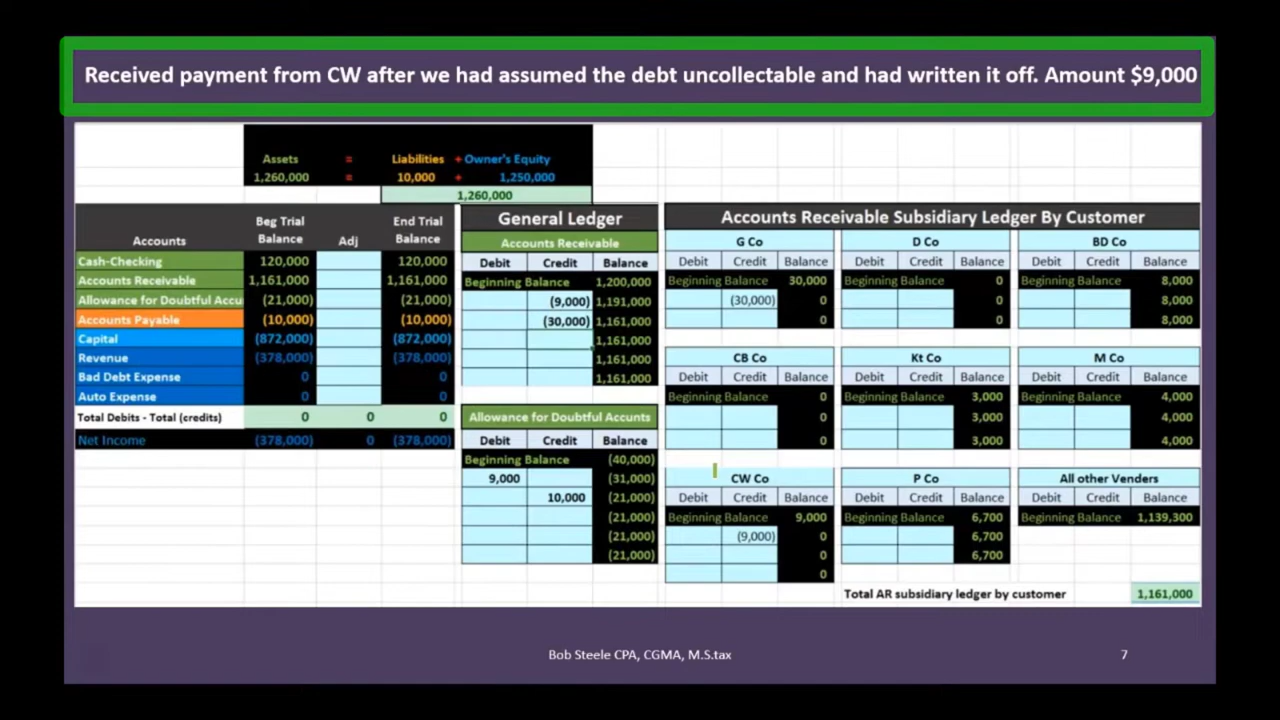 Received payment from CW after we had assumed the debt uncollectable and had written it off. Amount $9,000
Assets = Liabilities + Owner's Equity
1,260,000 = 10,000 + 1,250,000
1,260,000
Accounts Beg Trial Balance Adj End Trial Balance
Cash-Checking 120,000 120,000
Accounts Receivable 1,161,000 1,161,000
Allowance for Doubtful Accu (21,000) (21,000)
Accounts Payable (10,000) (10,000)
Capital (872,000) (872,000)
Revenue (378,000) (378,000)
Bad Debt Expense 0 0
Auto Expense 0 0
Total Debits - Total (credits) 0 0 0
Net Income (378,000) 0 (378,000)
General Ledger
Accounts Receivable
Debit Credit Balance
Beginning Balance 1,200,000
(9,000) 1,191,000
(30,000) 1,161,000
1,161,000
1,161,000
1,161,000
Allowance for Doubtful Accunts
Debit Credit Balance
Beginning Balance (40,000)
9,000 (31,000)
10,000 (21,000)
(21,000)
(21,000)
(21,000)
Accounts Receivable Subsidiary Ledger By Customer
G Co
Debit Credit Balance
Beginning Balance 30,000
(30,000) 0
0
D Co
Debit Credit Balance
Beginning Balance 0
0
0
BD Co
Debit Credit Balance
Beginning Balance 8,000
8,000
8,000
CB Co
Debit Credit Balance
Beginning Balance 0
0
0
Kt Co
Debit Credit Balance
Beginning Balance 3,000
3,000
3,000
M Co
Debit Credit Balance
Beginning Balance 4,000
4,000
4,000
CW Co
Debit Credit Balance
Beginning Balance 9,000
(9,000) 0
0
0
P Co
Debit Credit Balance
Beginning Balance 6,700
6,700
6,700
All other Venders
Debit Credit Balance
Beginning Balance 1,139,300
Total AR subsidiary ledger by customer 1,161,000
Bob Steele CPA, CGMA, M.S.tax
7